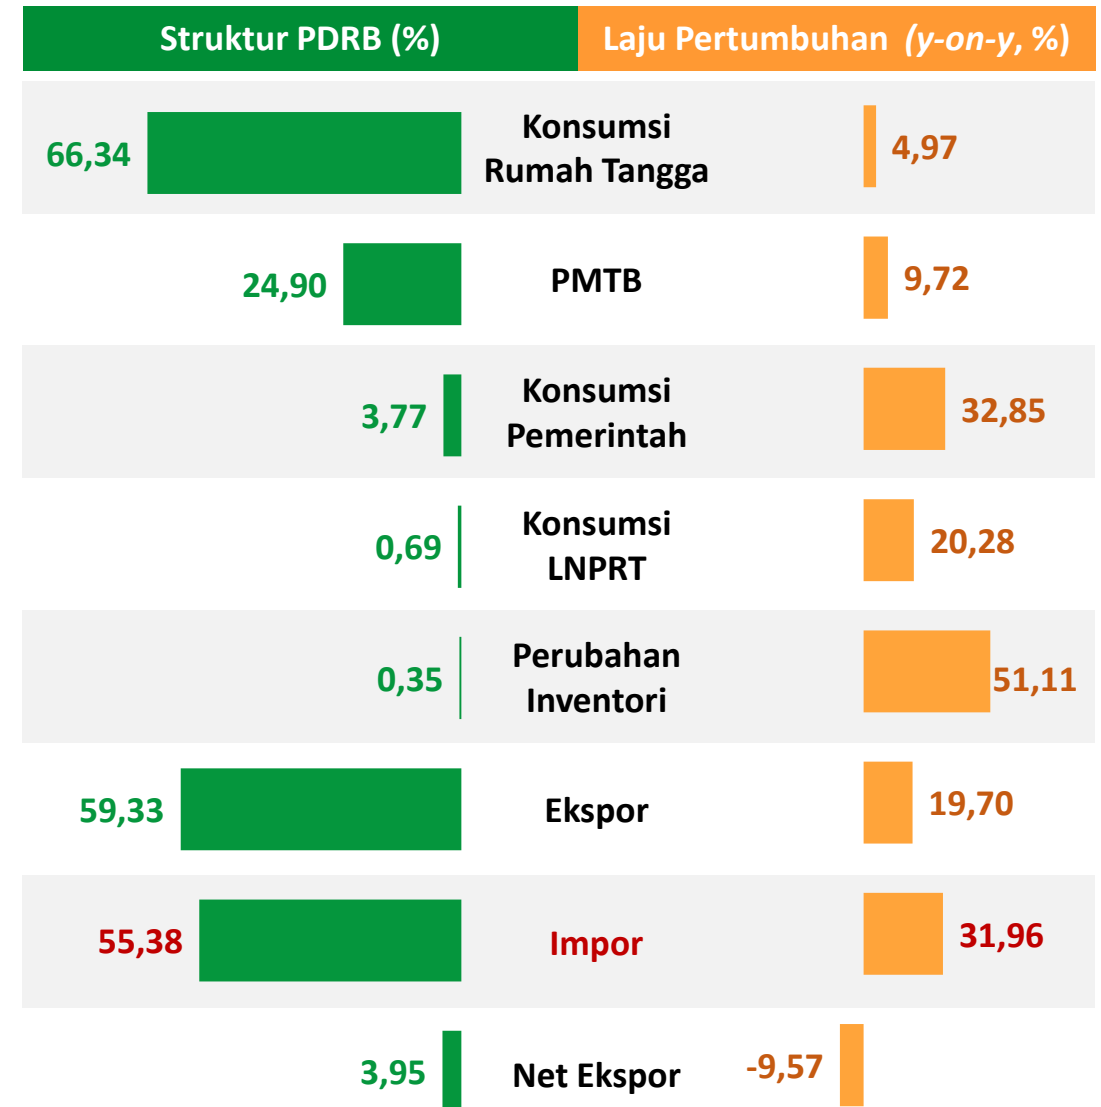 Struktur PDRB (%)
Laju Pertumbuhan (y-on-y, %)
66,34
Konsumsi
Rumah Tangga
4,97
24,90
PMTB
9,72
3,77
Konsumsi
Pemerintah
32,85
0,69
Konsumsi
LNPRT
20,28
0,35
Perubahan
Inventori
51,11
59,33
Ekspor
19,70
55,38
Impor
31,96
3,95
Net Ekspor
-9,57